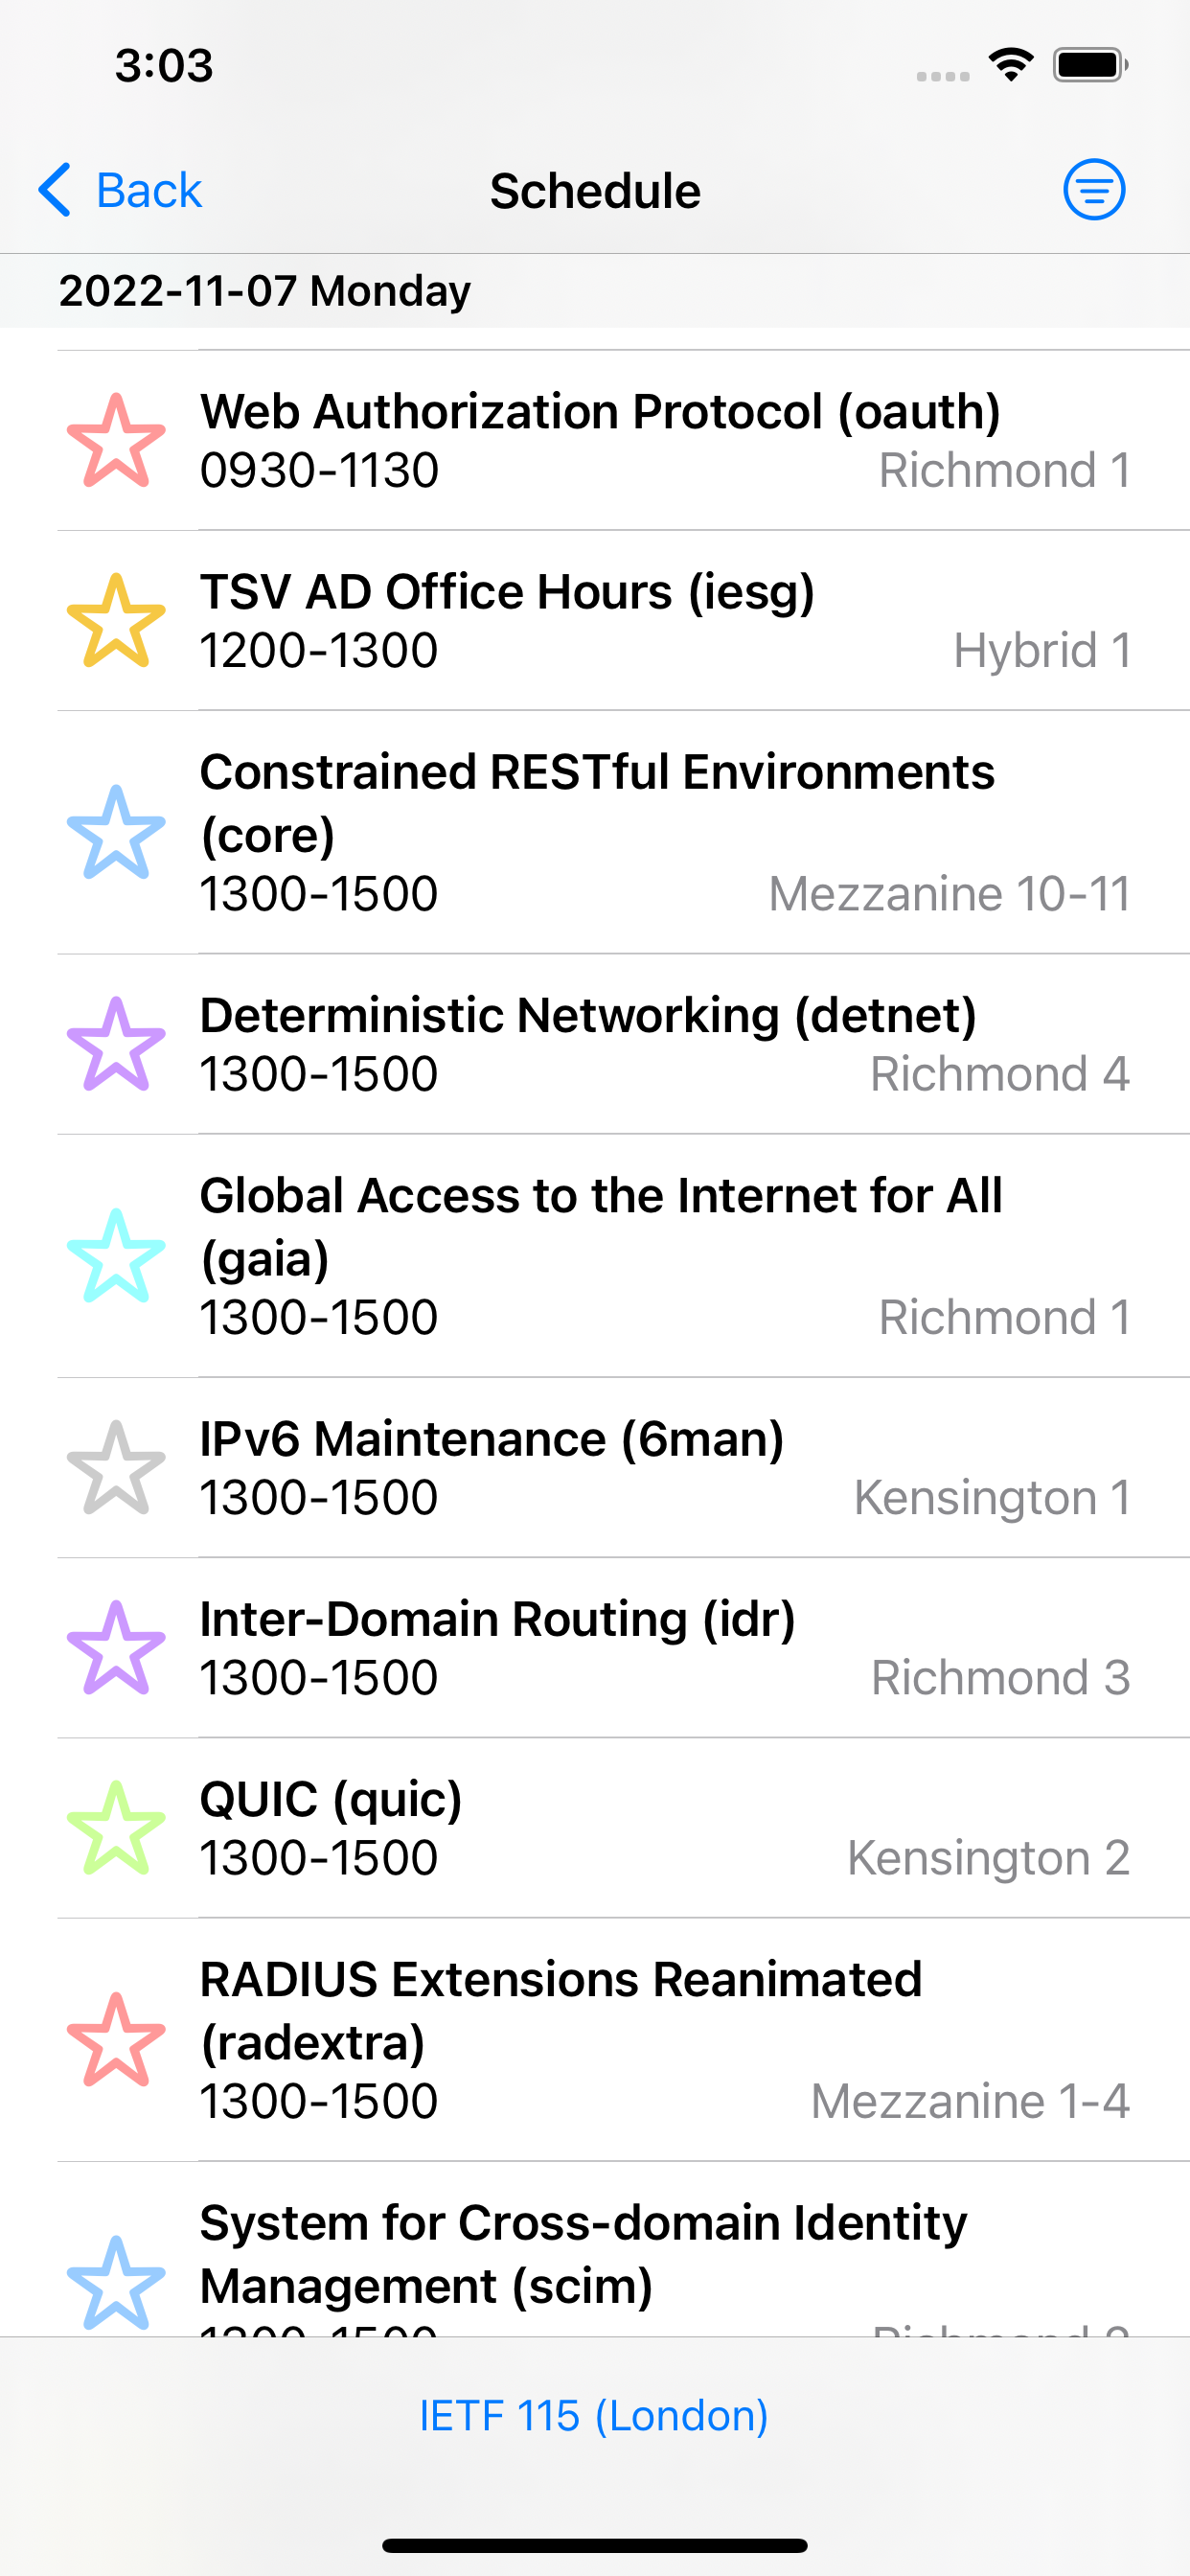 3:03
Back
Schedule
2022-11-07 Monday
Web Authorization Protocol (oauth)
0930-1130
Richmond 1
TSV AD Office Hours (iesg)
1200-1300
Hybrid 1
Constrained RESTful Environments
(core)
1300-1500
Mezzanine 10-11
Deterministic Networking (detnet)
1300-1500
Richmond 4
Global Access to the Internet for All
(gaia)
1300-1500
Richmond 1
IPv6 Maintenance (6man)
1300-1500
Kensington 1
Inter-Domain Routing (idr)
1300-1500
Richmond 3
QUIC (quic)
1300-1500
Kensington 2
RADIUS Extensions Reanimated
(radextra)
1300-1500
Mezzanine 1-4
System for Cross-domain Identity
Management (scim)
1300-1500
Richmond
IETF 115 (London)